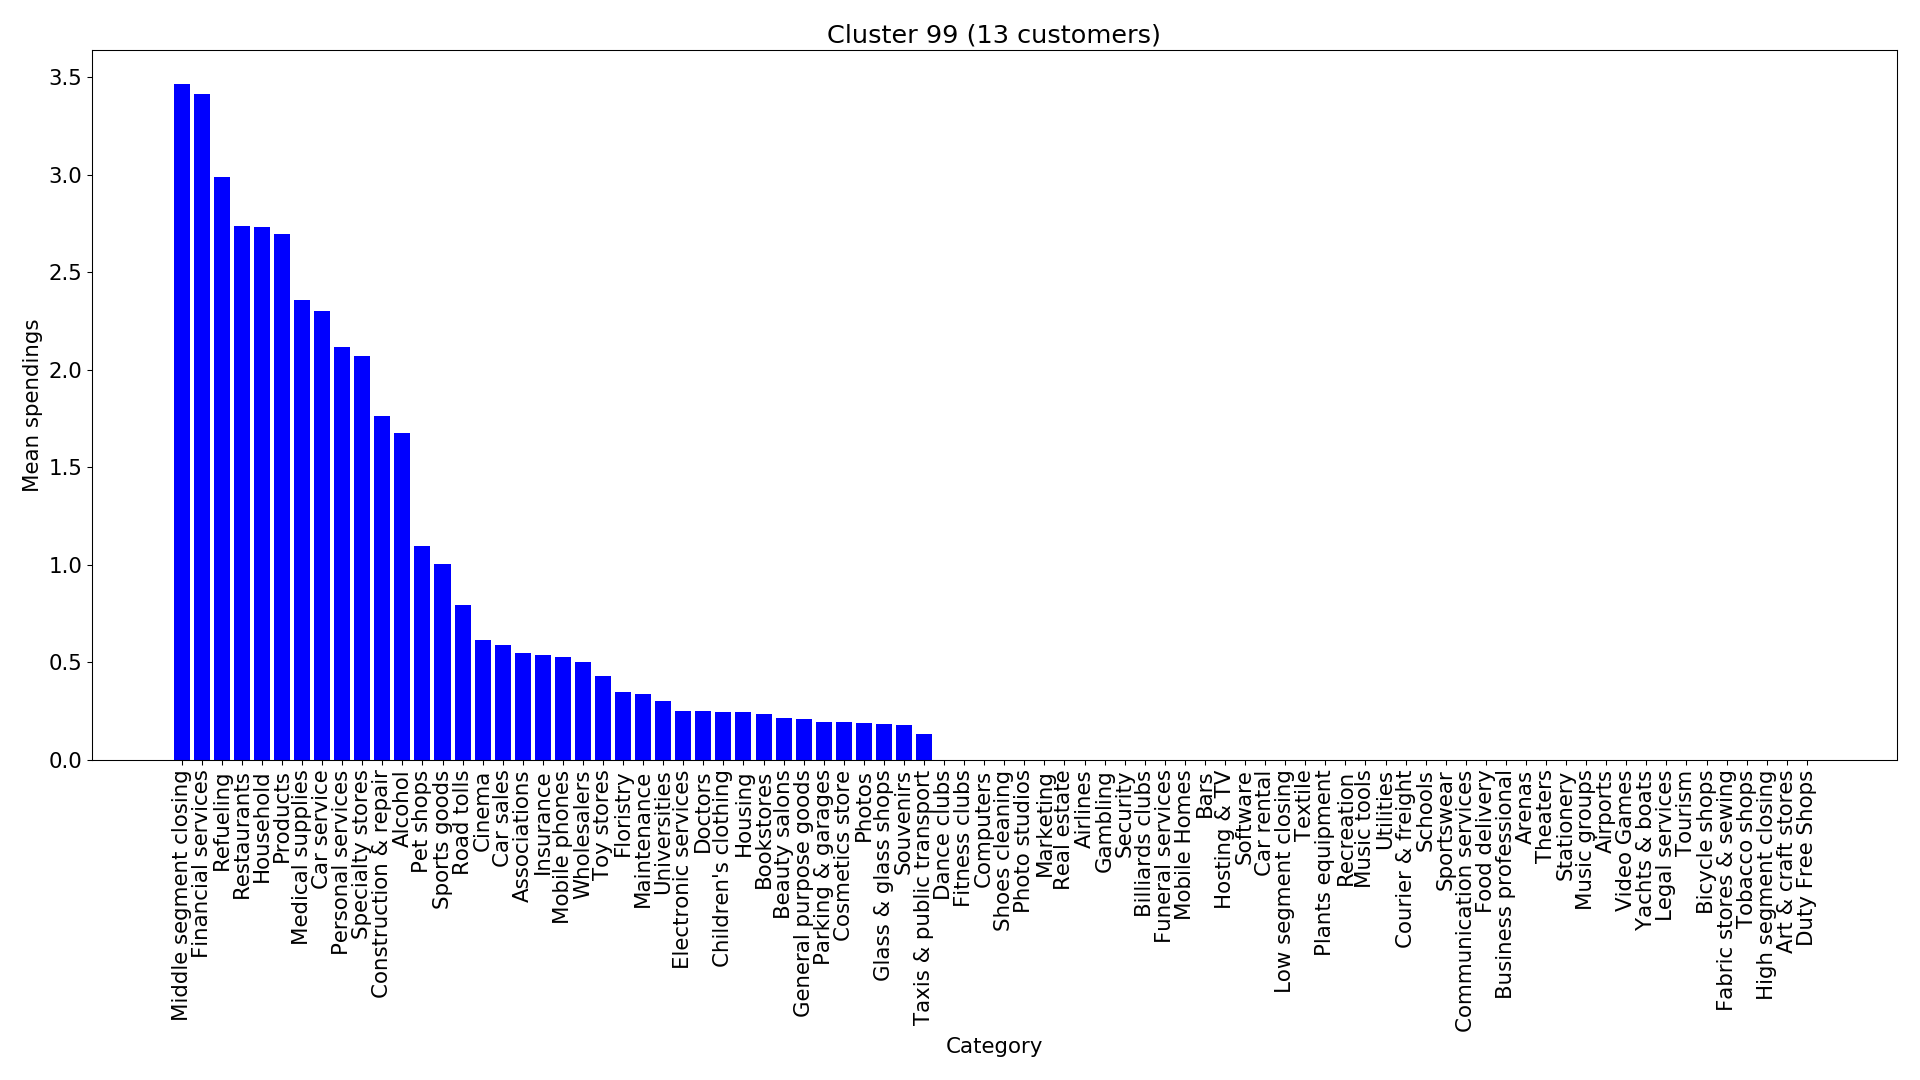 Cluster 99 (13 customers)
3.5
3.0
2.5
2.0
1.5
1.0
0.5
0.0
Mean spendings
Middle segment closing
Financial services
Refueling
Restaurants
Household
Products
Medical supplies
Car service
Personal services
Specialty stores
Construction & repair
Alcohol
Pet shops
Sports goods
Road tolls
Cinema
Car sales
Associations
Insurance
Mobile phones
Wholesalers
Toy stores
Floristry
Maintenance
Universities
Electronic services
Doctors
Children's clothing
Housing
Bookstores
Beauty salons
General purpose goods
Parking & garages
Cosmetics store
Photos
Glass & glass shops
Souvenirs
Taxis & public transport
Dance clubs
Fitness clubs
Computers
Shoes cleaning
Photo studios
Marketing
Real estate
Airlines
Gambling
Security
Billiards clubs
Funeral services
Mobile Homes
Bars
Hosting & TV
Software
Car rental
Low segment closing
Textile
Plants equipment
Recreation
Music tools
Utilities
Courier & freight
Schools
Sportswear
Communication services
Food delivery
Business professional
Arenas
Theaters
Stationery
Music groups
Airports
Video Games
Yachts & boats
Legal services
Tourism
Bicycle shops
Fabric stores & sewing
Tobacco shops
High segment closing
Art & craft stores
Duty Free Shops
Category